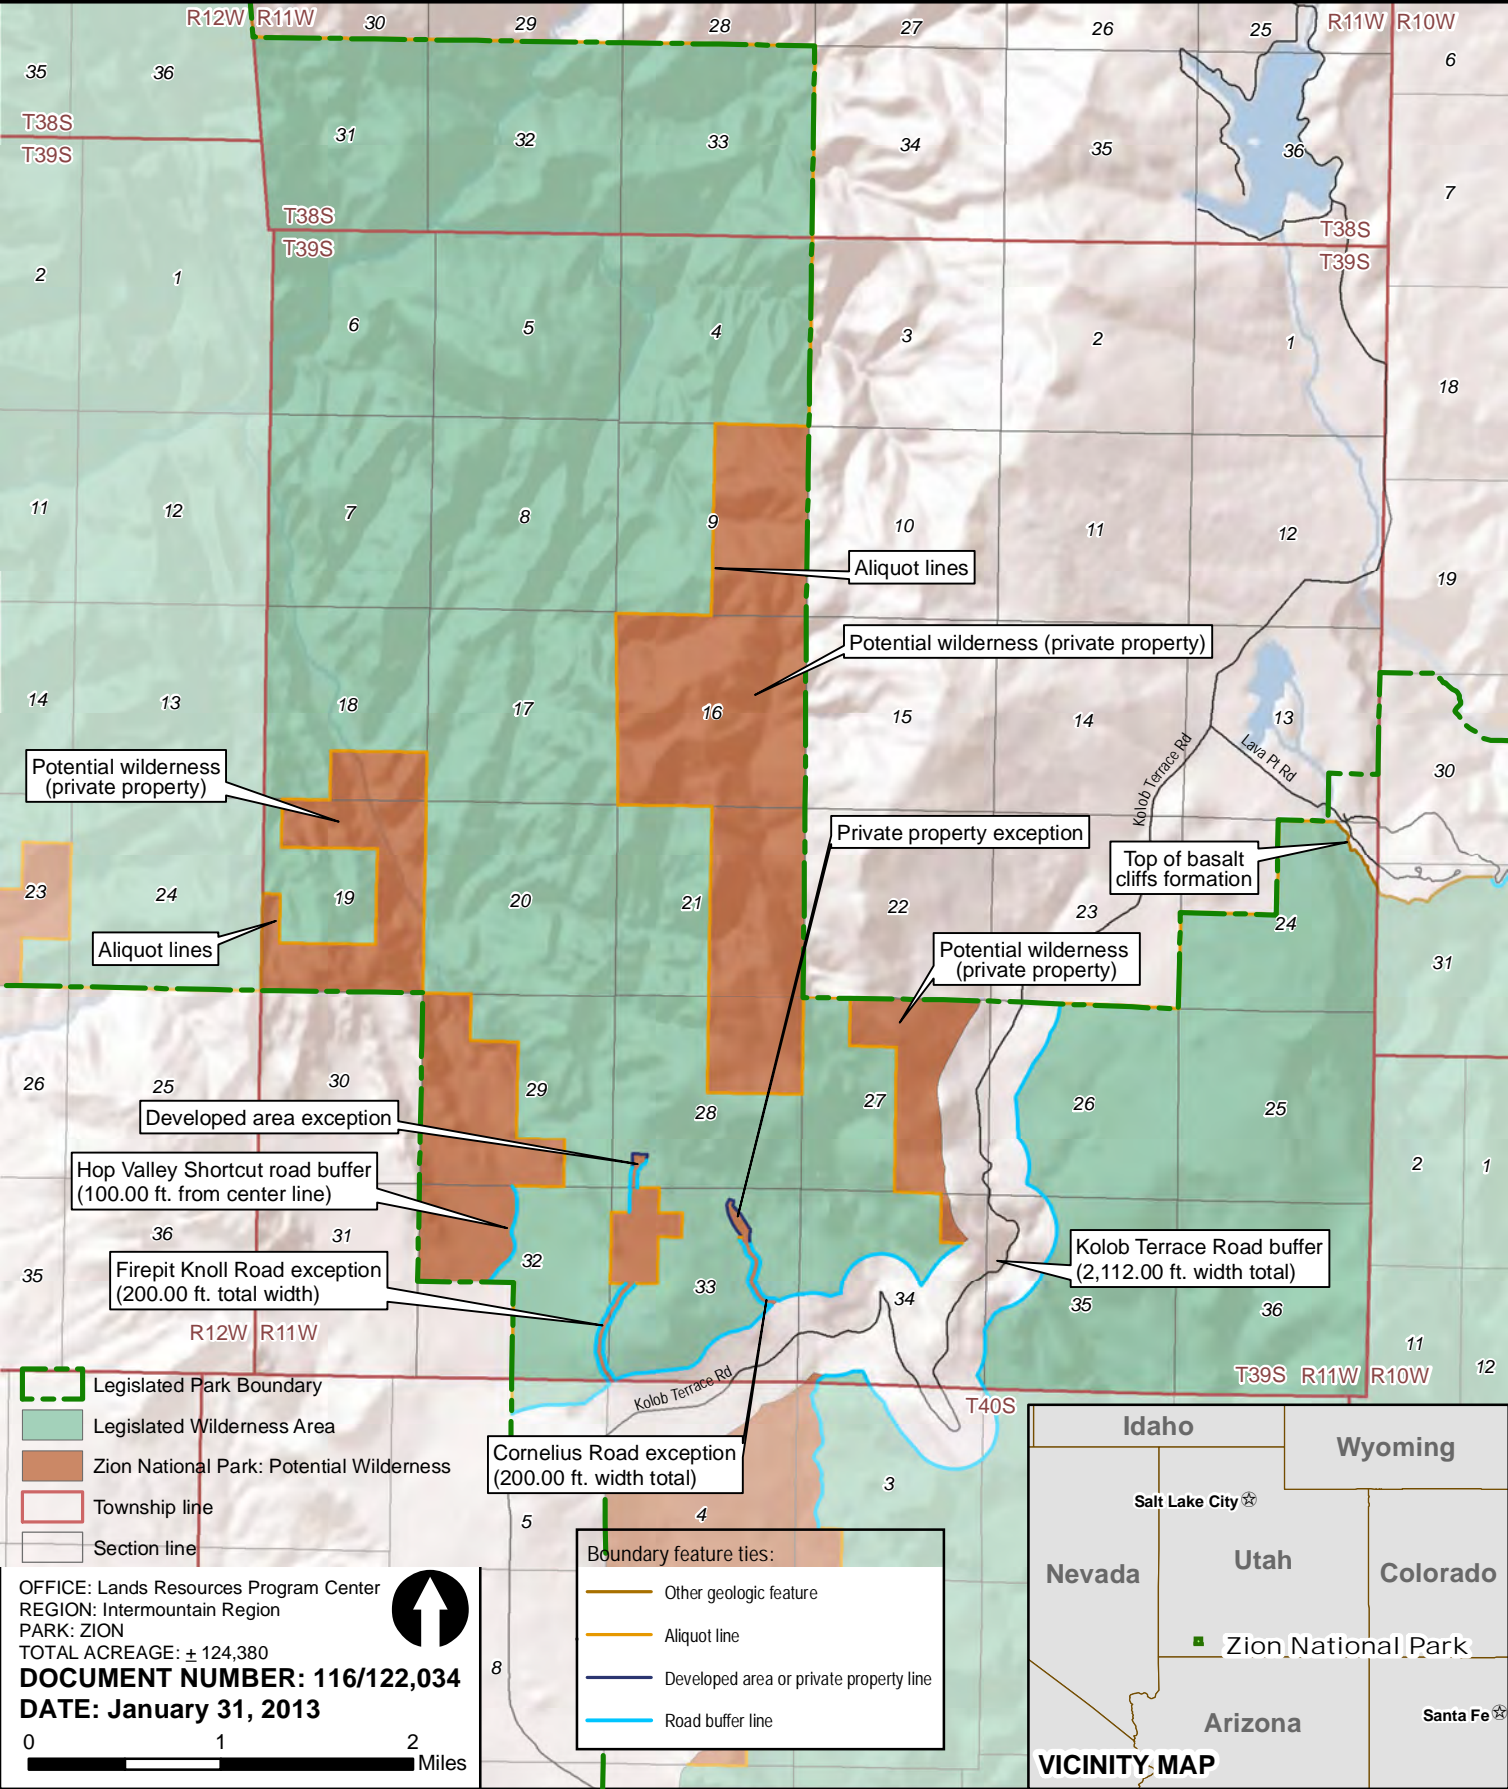 R12W R11W
30
29
28
27
26
25
R11W R10W
35
36
6
T38S
T39S
31
32
33
34
35
36
7
T38S
T39S
T38S
T39S
2
1
6
5
4
3
2
1
18
11
12
7
8
9
10
11
12
19
Aliquot lines
Potential wilderness (private property)
14
13
18
17
16
15
14
13
30
Kolob Terrace Rd
Lava Pt Rd
Potential wilderness
(private property)
Private property exception
Top of basalt
cliffs formation
23
24
19
20
21
22
23
24
31
Aliquot lines
Potential wilderness
(private property)
26
25
30
29
28
27
26
25
2
1
Developed area exception
Hop Valley Shortcut road buffer
(100.00 ft. from center line)
36
31
35
32
33
34
35
36
11
12
Kolob Terrace Road buffer
(2,112.00 ft. width total)
Firepit Knoll Road exception
(200.00 ft. total width)
R12W R11W
T39S R11W R10W
T40S
Kolob Terrace Rd
Cornelius Road exception
(200.00 ft. width total)
5
4
3
8
Legislated Park Boundary
Legislated Wilderness Area
Zion National Park: Potential Wilderness
Township line
Section line
Boundary feature ties:
Other geologic feature
Aliquot line
Developed area or private property line
Road buffer line
OFFICE: Lands Resources Program Center
REGION: Intermountain Region
PARK: ZION
TOTAL ACREAGE: ± 124,380
DOCUMENT NUMBER: 116/122,034
DATE: January 31, 2013
0 1 2
Miles
Idaho
Wyoming
Salt Lake City
Nevada
Utah
Colorado
Zion National Park
Arizona
Santa Fe
VICINITY MAP